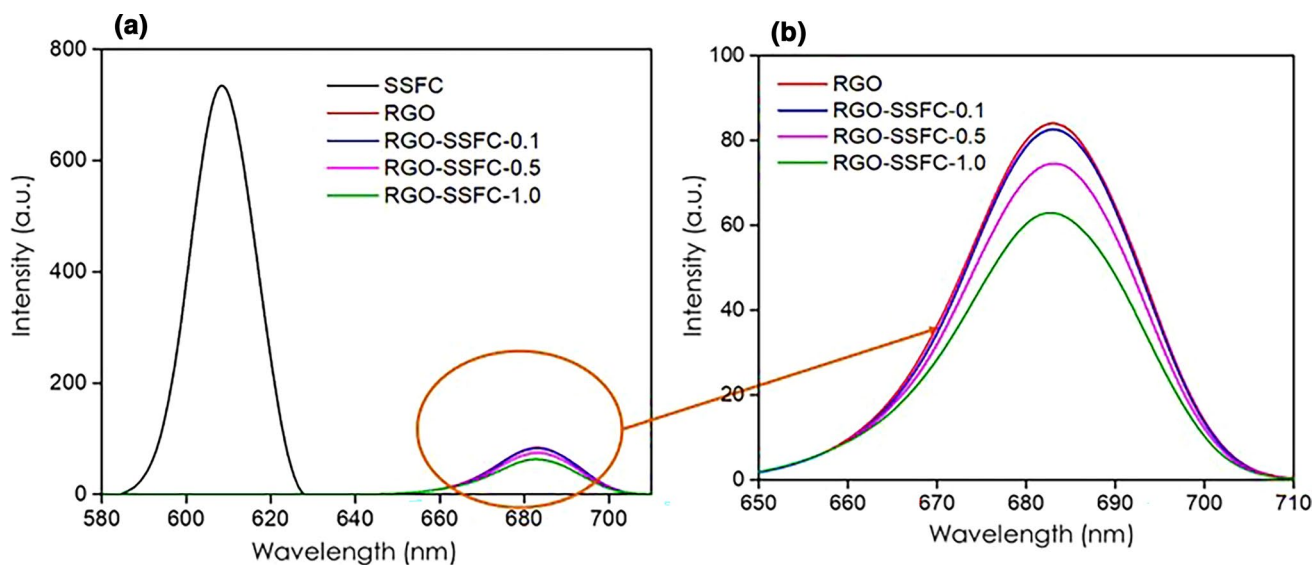 (a)
800
600
400
200
0
Intensity (a.u.)
SSFC
RGO
RGO-SSFC-0.1
RGO-SSFC-0.5
RGO-SSFC-1.0
580 600 620 640 660 680 700
Wavelength (nm)
(b)
100
80
60
40
20
0
Intensity (a.u.)
RGO
RGO-SSFC-0.1
RGO-SSFC-0.5
RGO-SSFC-1.0
650 660 670 680 690 700 710
Wavelength (nm)